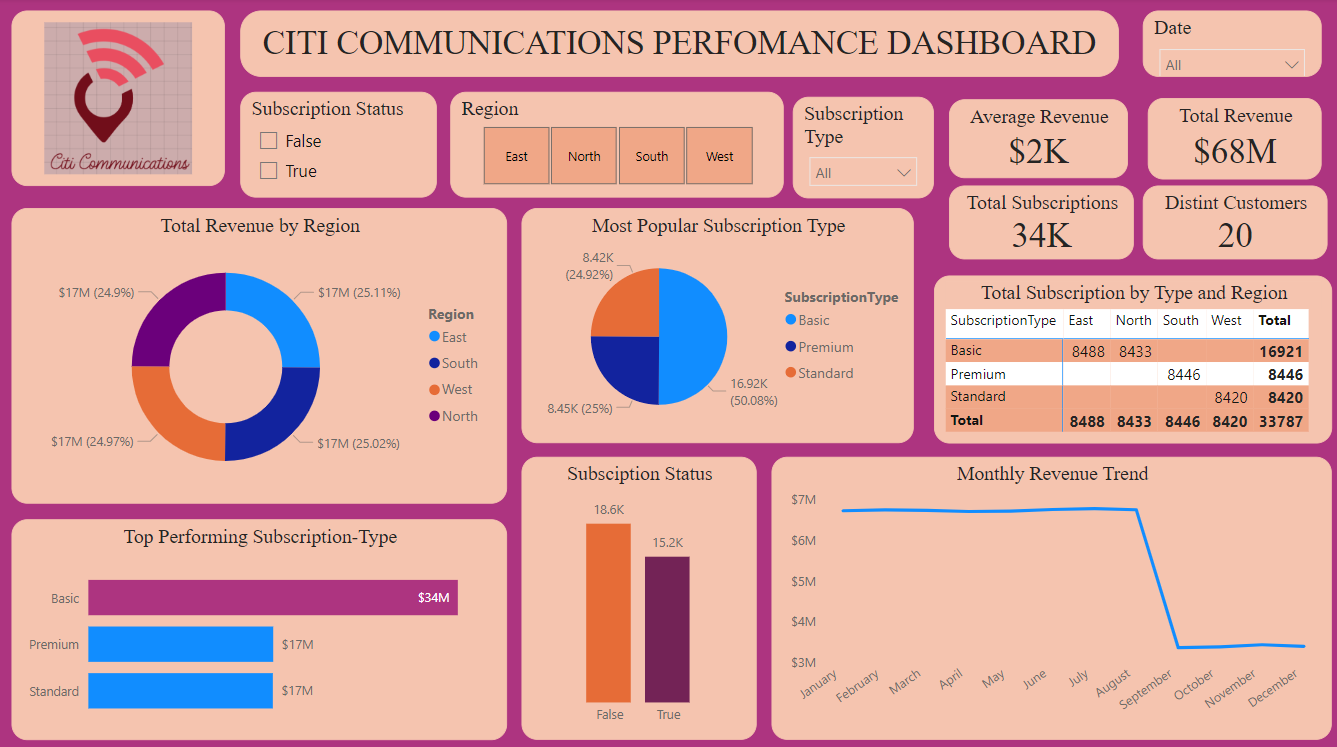 Citi Communications
CITI COMMUNICATIONS PERFOMANCE DASHBOARD
Date
All
Subscription Status
False
True
Region
East North South West
Subscription
Type
All
Average Revenue
$2K
Total Revenue
$68M
Total Subscriptions
34K
Distint Customers
20
Total Revenue by Region
$17M (24.9%)
$17M (25.11%)
$17M (24.97%)
$17M (25.02%)
Region
East
South
West
North
Most Popular Subscription Type
8.42K
(24.92%)
16.92K
(50.08%)
8.45K (25%)
SubscriptionType
Basic
Premium
Standard
Total Subscription by Type and Region
SubscriptionType East North South West Total
Basic 8488 8433 16921
Premium 8446 8446
Standard 8420 8420
Total 8488 8433 8446 8420 33787
Top Performing Subscription-Type
Basic $34M
Premium $17M
Standard $17M
Subsciption Status
18.6K
15.2K
False True
Monthly Revenue Trend
$7M
$6M
$5M
$4M
$3M
January February March April May June July August September October November December